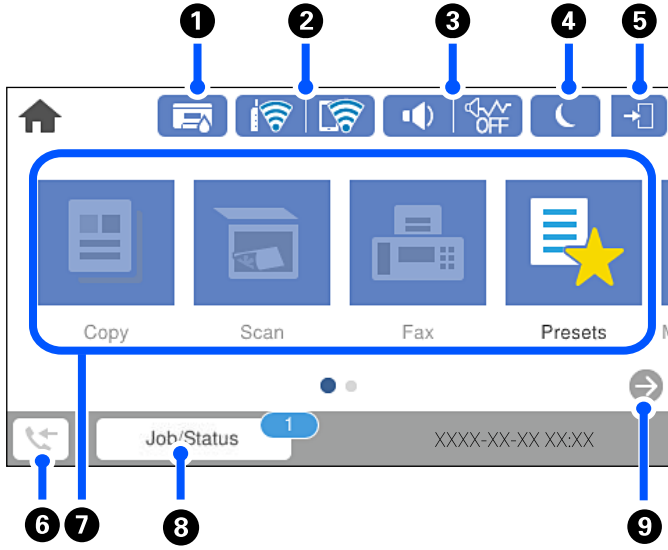 1 2 3 4 5
OFF
Copy Scan Fax Presets
Job/Status 1 XXXX-XX-XX XX:XX
6 7 8 9